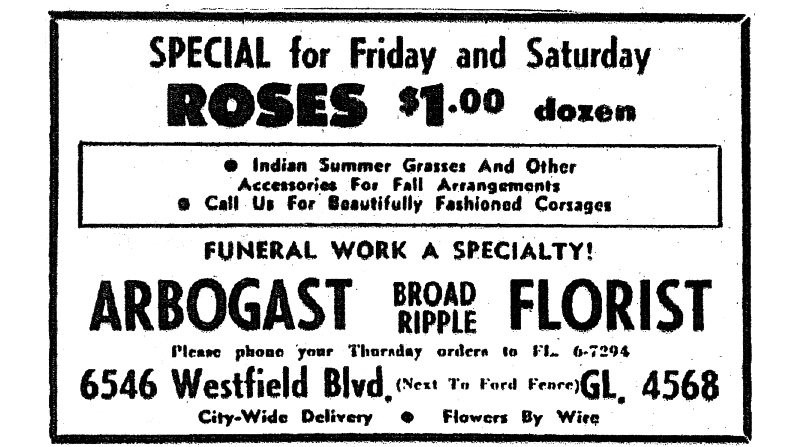 SPECIAL for Friday and Saturday
ROSES $1.00 dozen
● Indian Summer Grasses And Other
Accessories For Fall Arrangements
● Call Us For Beautifully Fashioned Corsages
FUNERAL WORK A SPECIALTY!
ARBOGAST BROAD RIPPLE FLORIST
Please phone your Thursday orders to FL. 6-7294
6546 Westfield Blvd. (Next To Ford Fence) GL. 4568
City-Wide Delivery ● Flowers By Wire